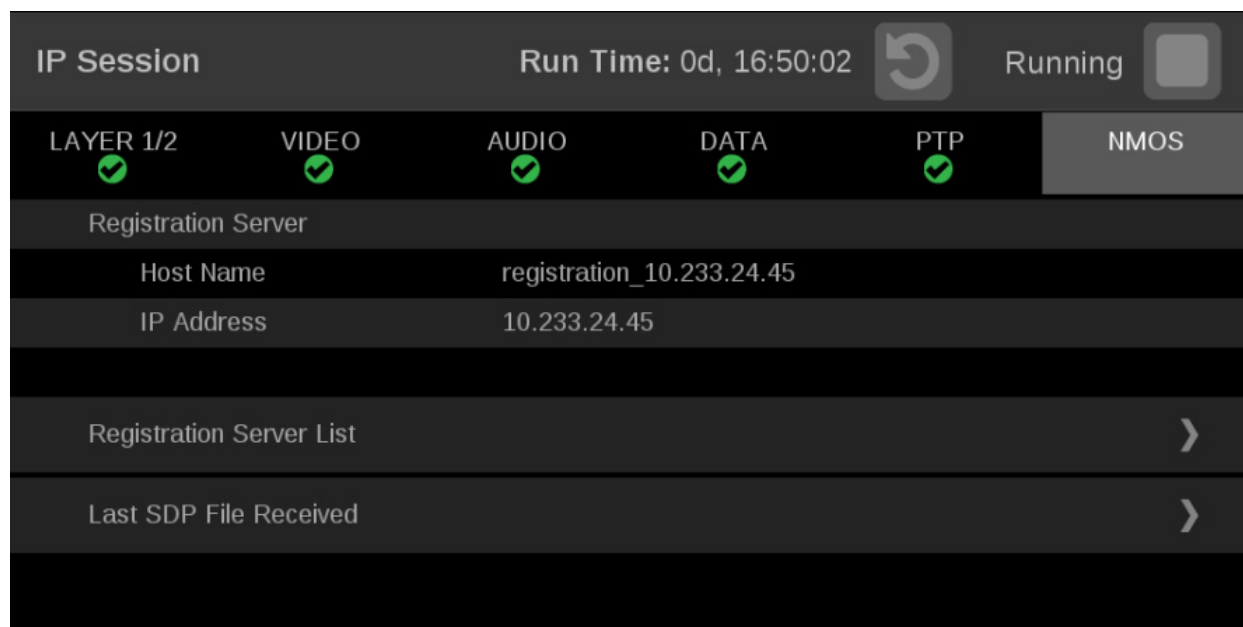 IP Session Run Time: 0d, 16:50:02 Running
LAYER 1/2 VIDEO AUDIO DATA PTP NMOS
Registration Server
Host Name registration_10.233.24.45
IP Address 10.233.24.45
Registration Server List
Last SDP File Received